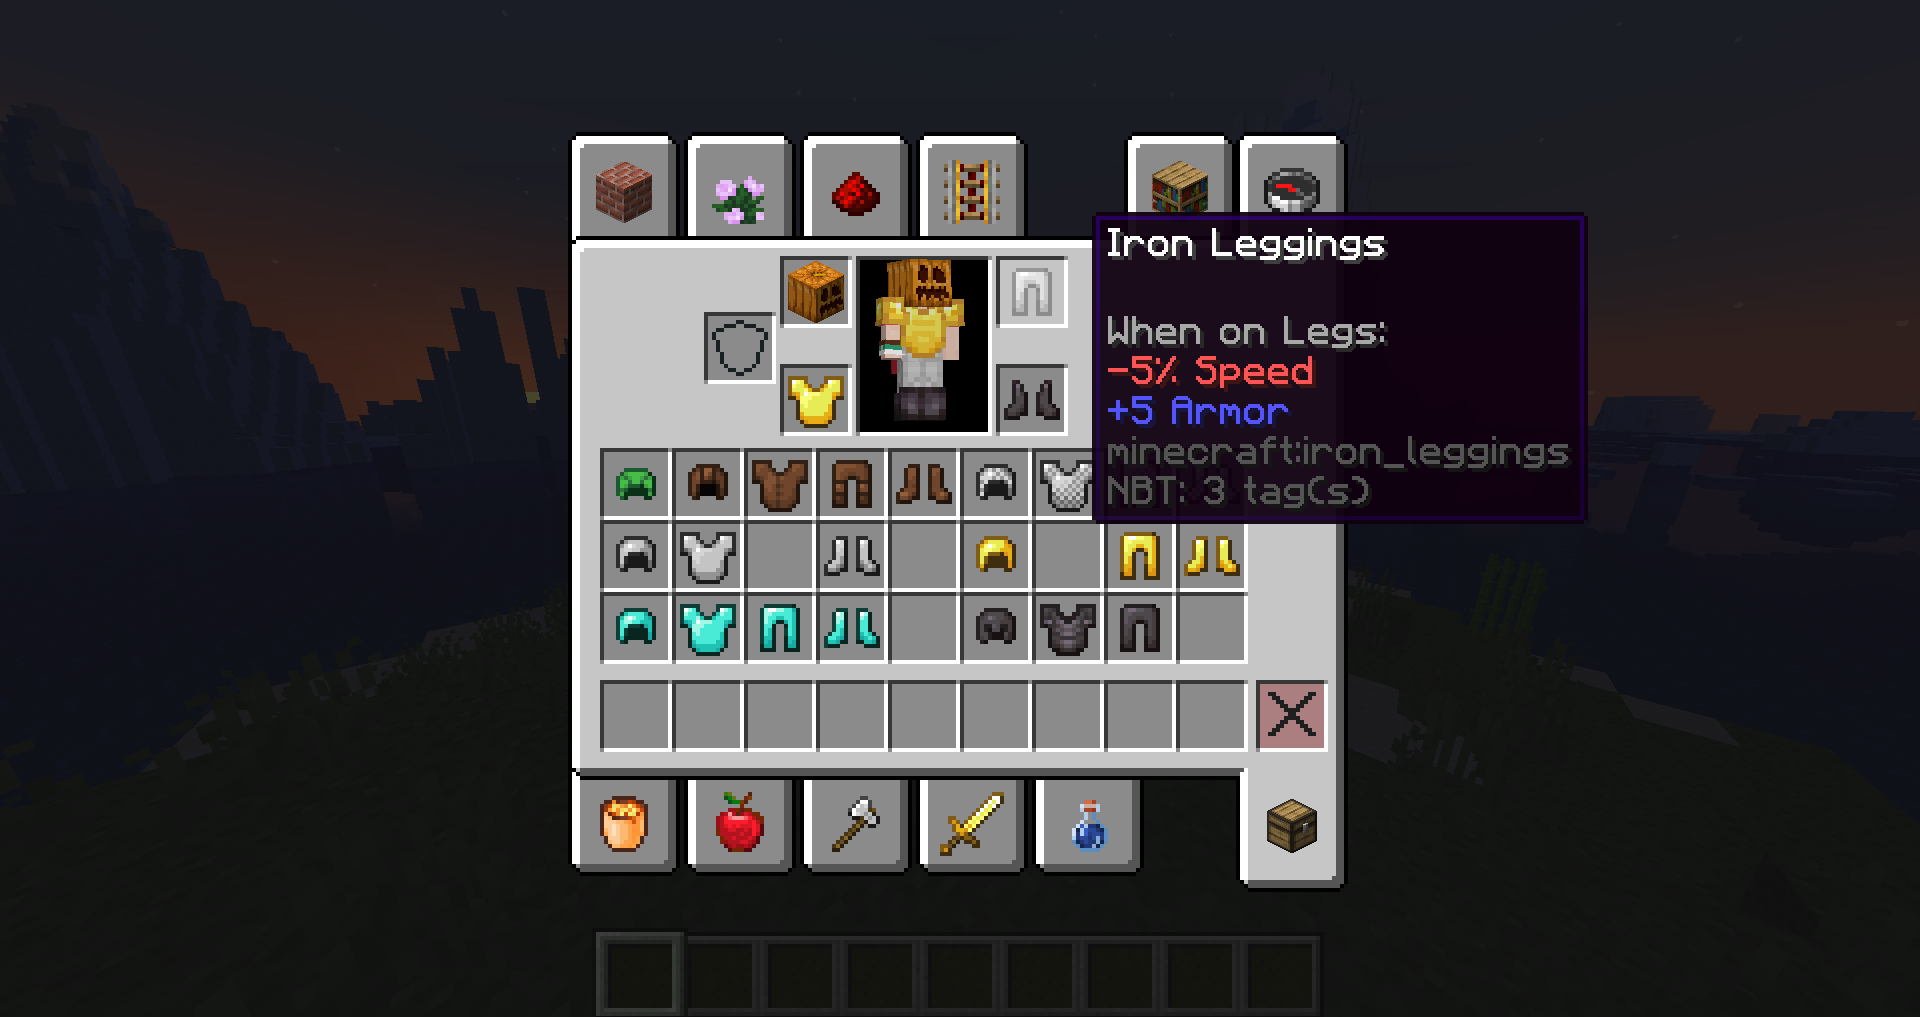 Iron Leggings
When on Legs:
-5% Speed
+5 Armor
minecraft:iron_leggings
NBT: 3 tag(s)